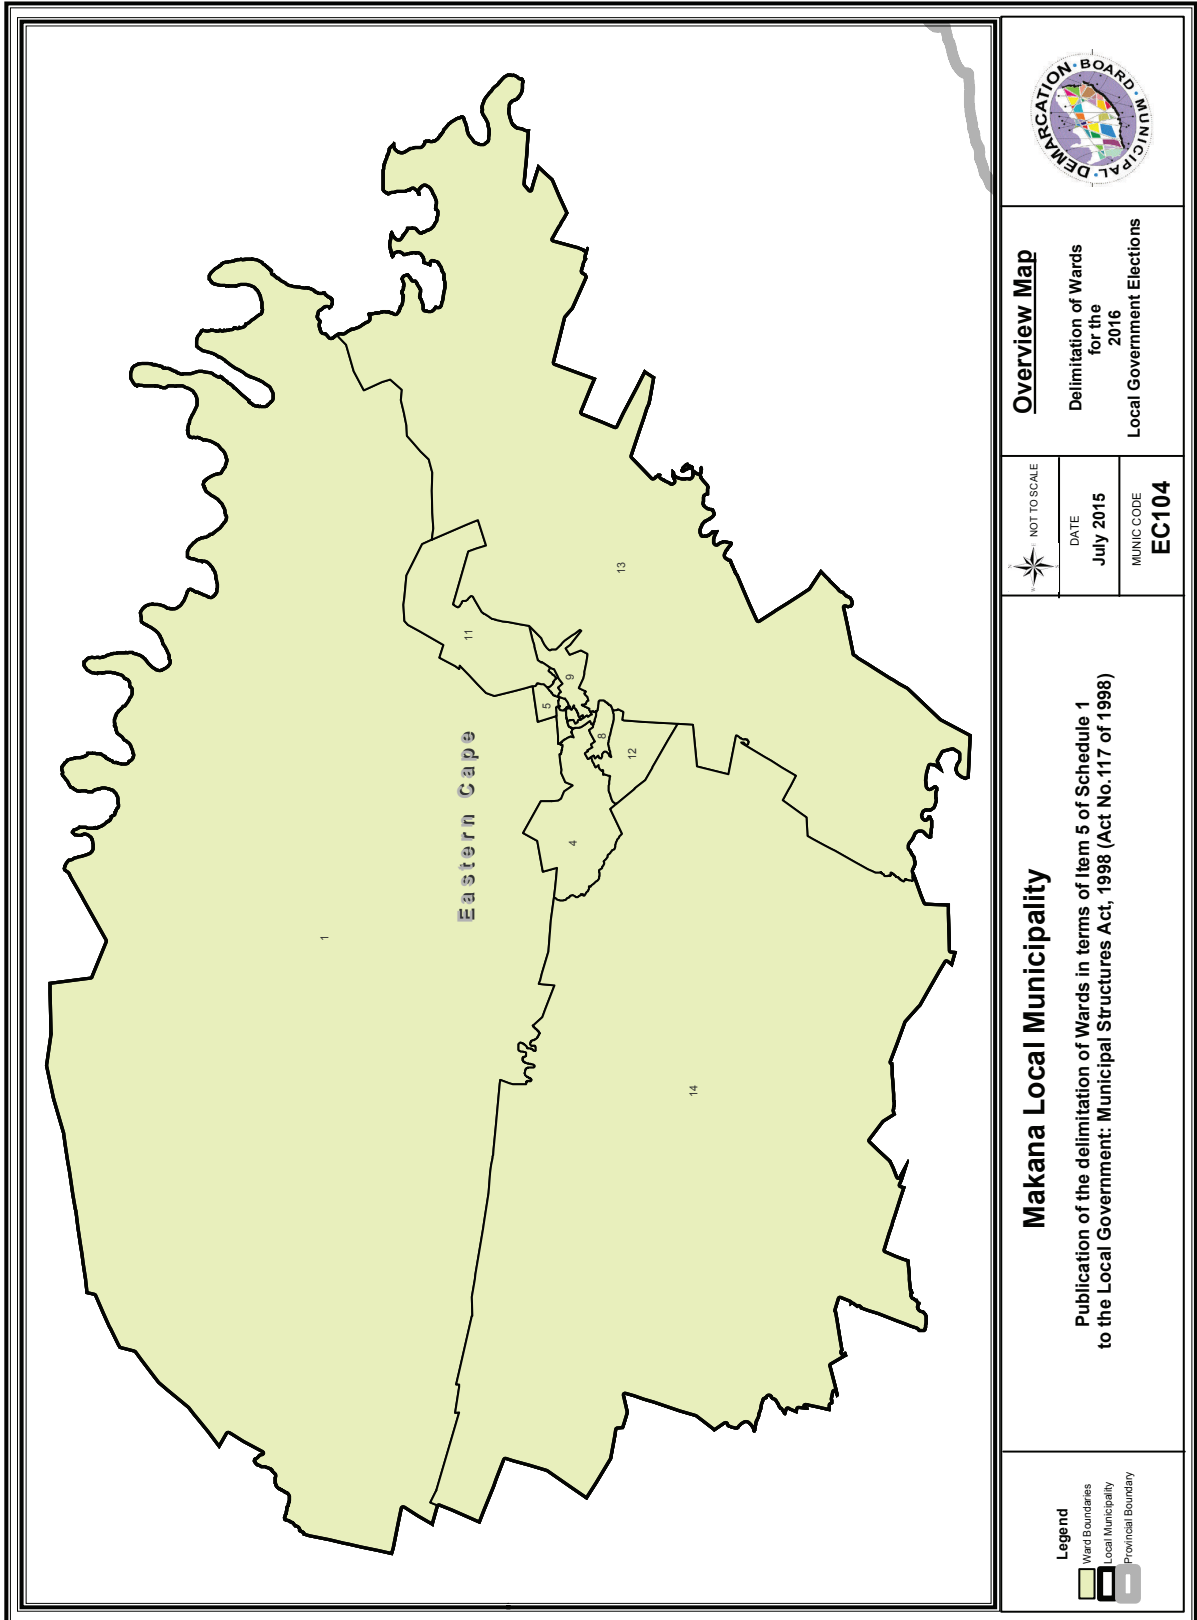 1
Eastern Cape
11
5
9
13
8
12
4
14
Legend
Ward Boundaries
Local Municipality
Provincial Boundary
Makana Local Municipality
Publication of the delimitation of Wards in terms of Item 5 of Schedule 1
to the Local Government: Municipal Structures Act, 1998 (Act No.117 of 1998)
NOT TO SCALE
DATE
July 2015
MUNIC CODE
EC104
Overview Map
Delimitation of Wards
for the
2016
Local Government Elections
MUNICIPAL · DEMARCATION · BOARD ·